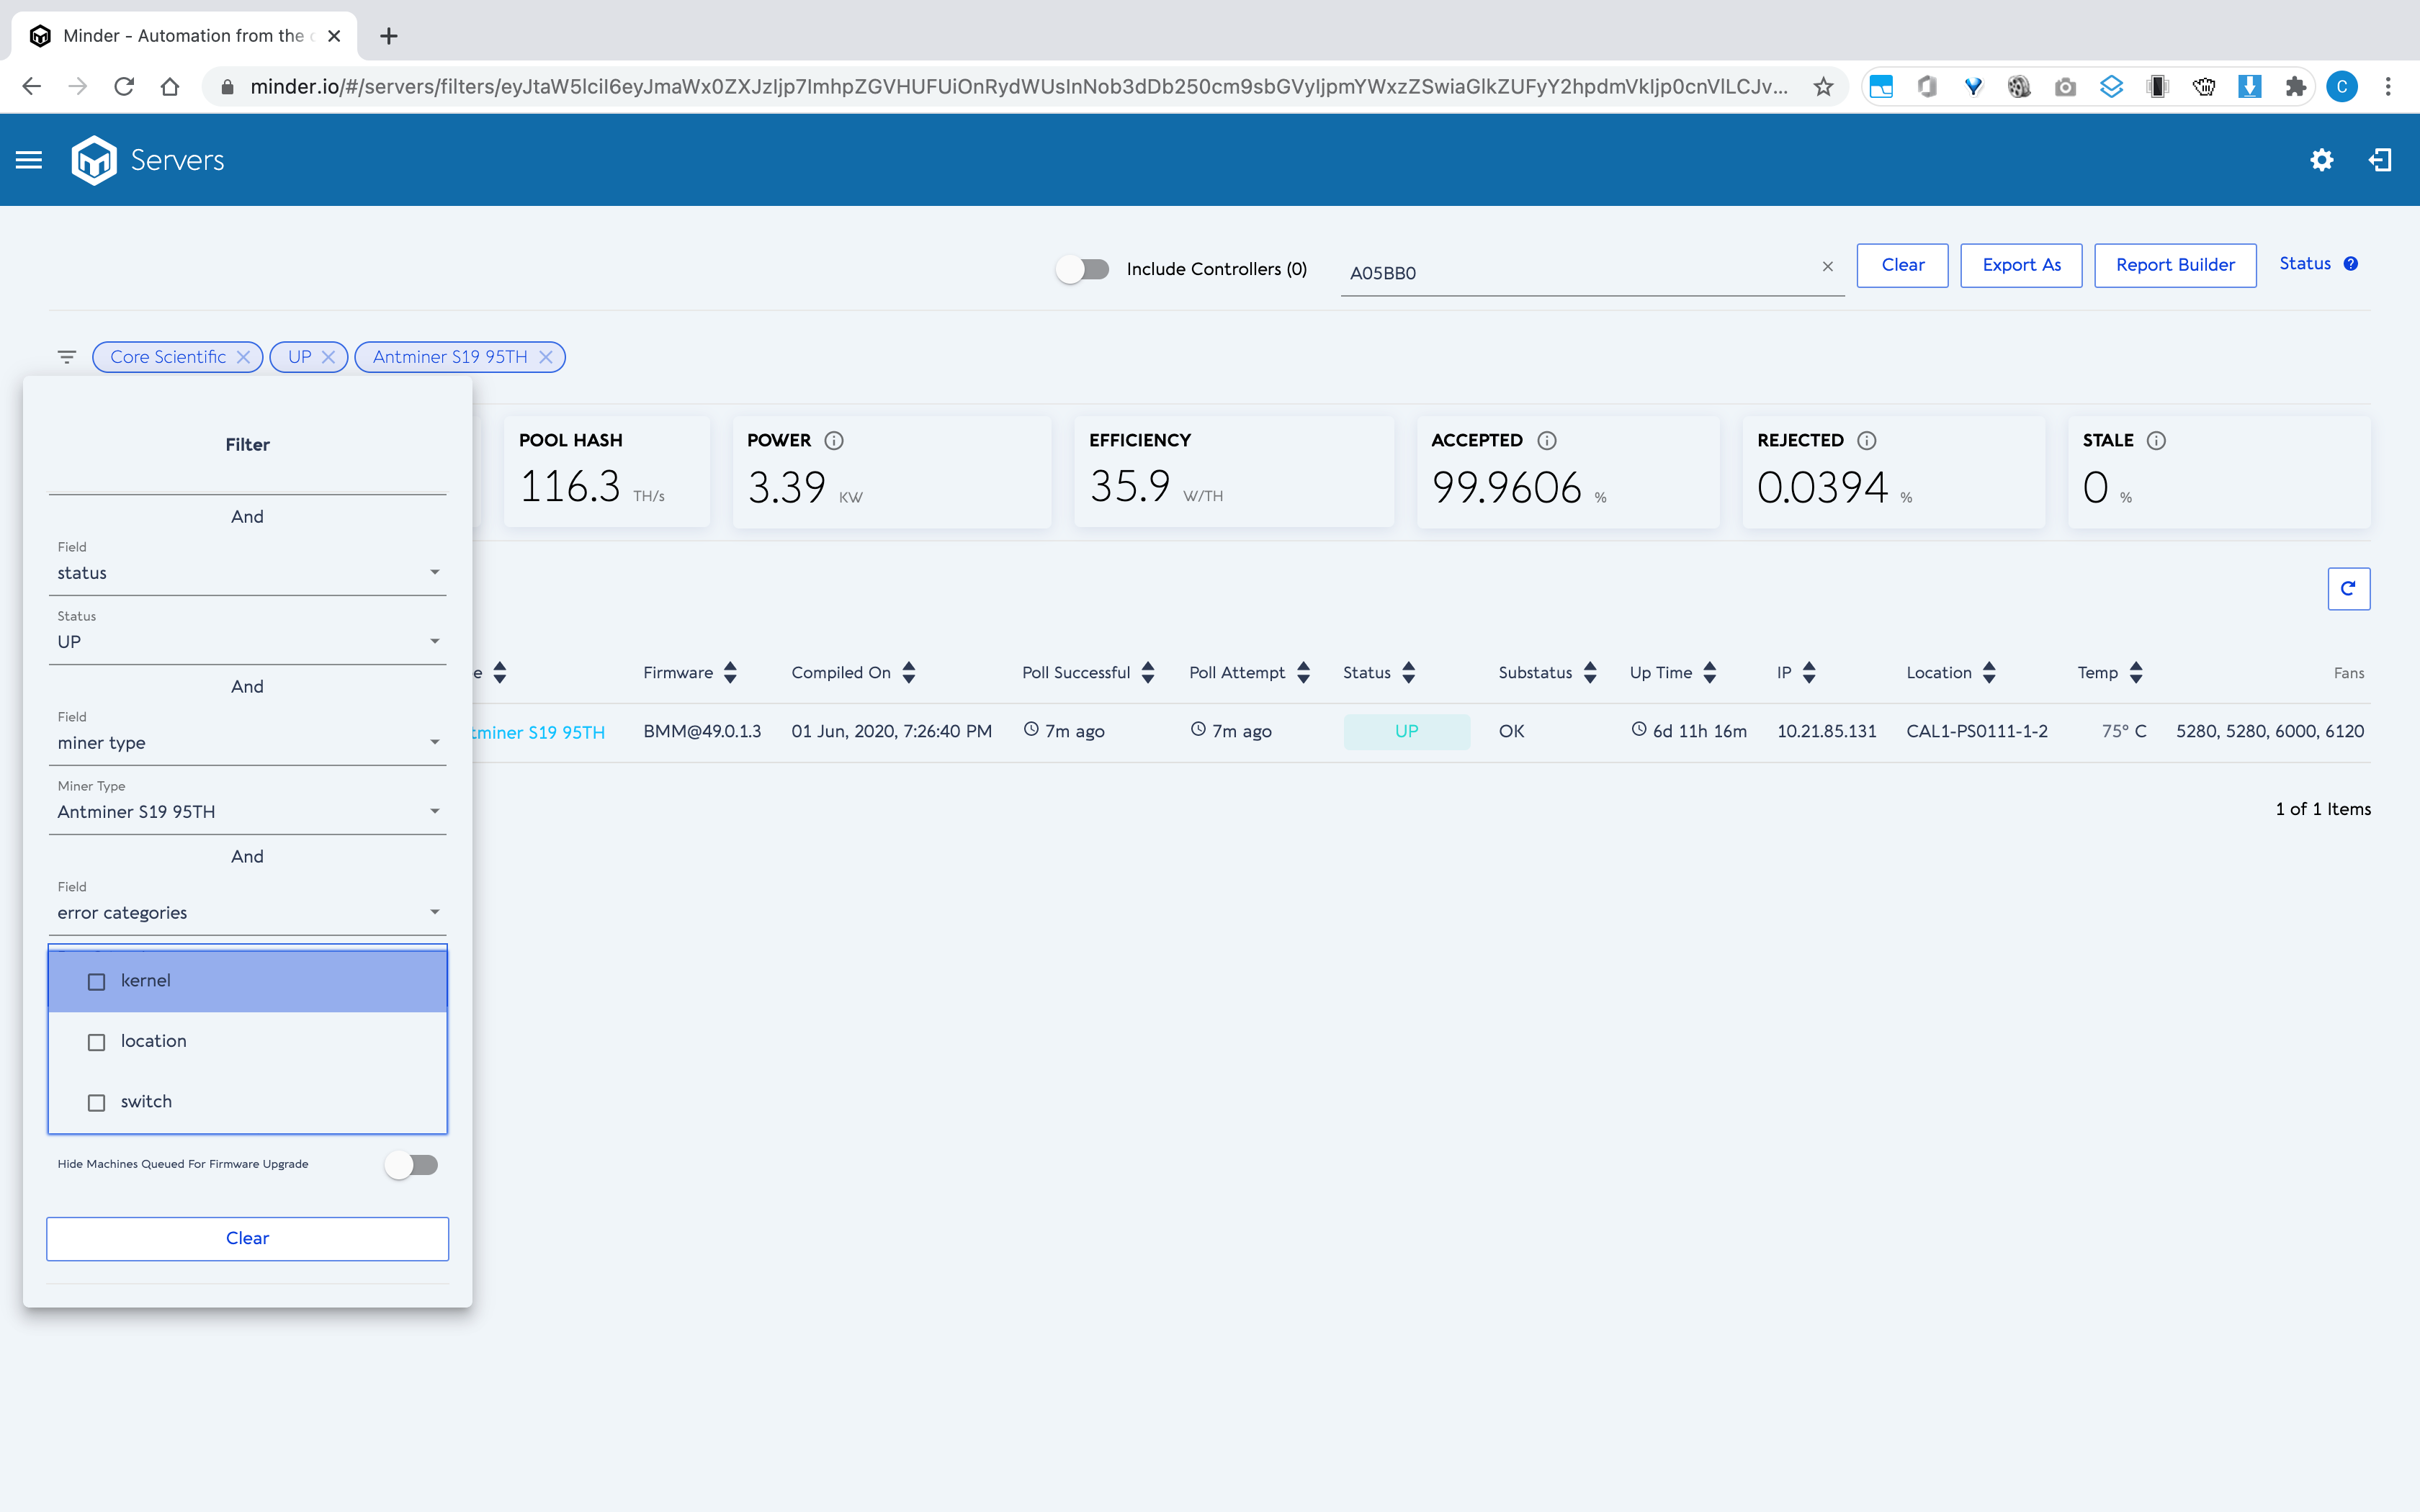 Minder - Automation from the
minder.io/#/servers/filters/eyJtaW5lciI6eyJmaWx0ZXJzIjp7ImhpZGVHUFUiOnRydWUsInNob3dDb250cm9sbGVyIjpmYWxzZSwiaGlkZUFyY2hpdmVkIjp0cnVlLCJv...
C
Servers
Include Controllers (0)
A05BB0
Clear
Export As
Report Builder
Status
Core Scientific
UP
Antminer S19 95TH
Filter
And
Field
status
Status
UP
And
Field
miner type
Miner Type
Antminer S19 95TH
And
Field
error categories
kernel
location
switch
Hide Machines Queued For Firmware Upgrade
Clear
POOL HASH
116.3 TH/s
POWER
3.39 KW
EFFICIENCY
35.9 W/TH
ACCEPTED
99.9606 %
REJECTED
0.0394 %
STALE
0 %
e Firmware Compiled On Poll Successful Poll Attempt Status Substatus Up Time IP Location Temp Fans
tminer S19 95TH BMM@49.0.1.3 01 Jun, 2020, 7:26:40 PM 7m ago 7m ago UP OK 6d 11h 16m 10.21.85.131 CAL1-PS0111-1-2 75° C 5280, 5280, 6000, 6120
1 of 1 Items